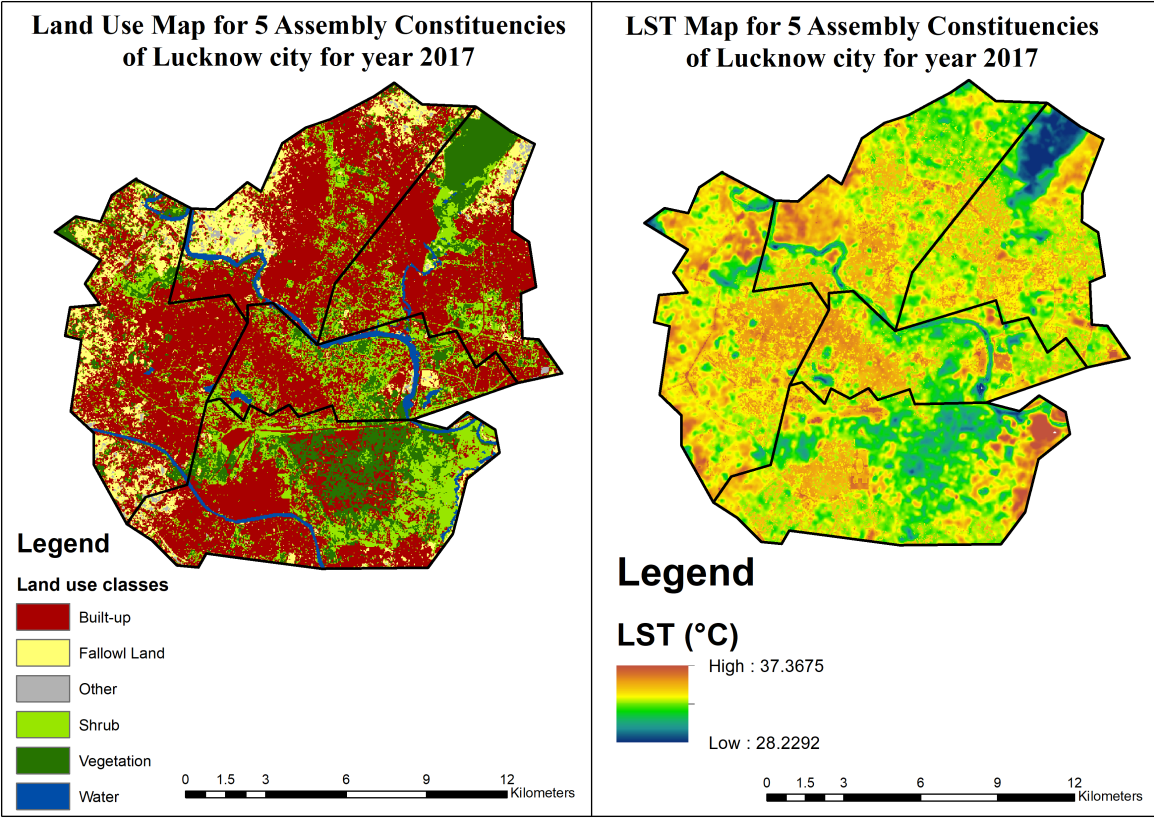 Land Use Map for 5 Assembly Constituencies
of Lucknow city for year 2017
Legend
Land use classes
Built-up
Fallowl Land
Other
Shrub
Vegetation
Water
0 1.5 3 6 9 12
Kilometers
LST Map for 5 Assembly Constituencies
of Lucknow city for year 2017
Legend
LST (°C)
High : 37.3675
Low : 28.2292
0 1.5 3 6 9 12
Kilometers